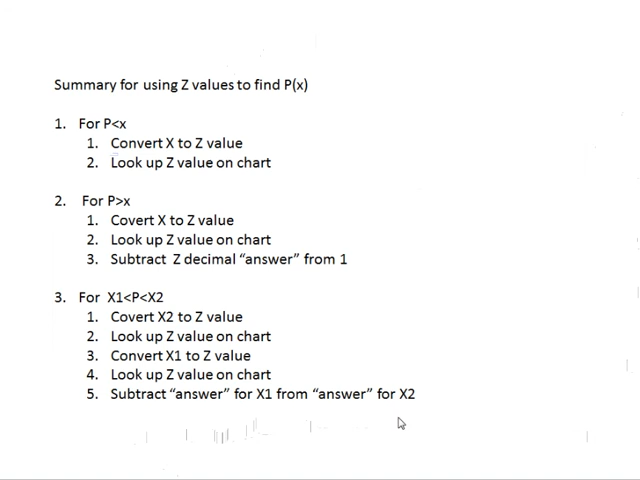 Summary for using Z values to find P(x)
1. For P<x
1. Convert X to Z value
2. Look up Z value on chart
2. For P>x
1. Covert X to Z value
2. Look up Z value on chart
3. Subtract Z decimal “answer” from 1
3. For X1<P<X2
1. Covert X2 to Z value
2. Look up Z value on chart
3. Convert X1 to Z value
4. Look up Z value on chart
5. Subtract “answer” for X1 from “answer” for X2